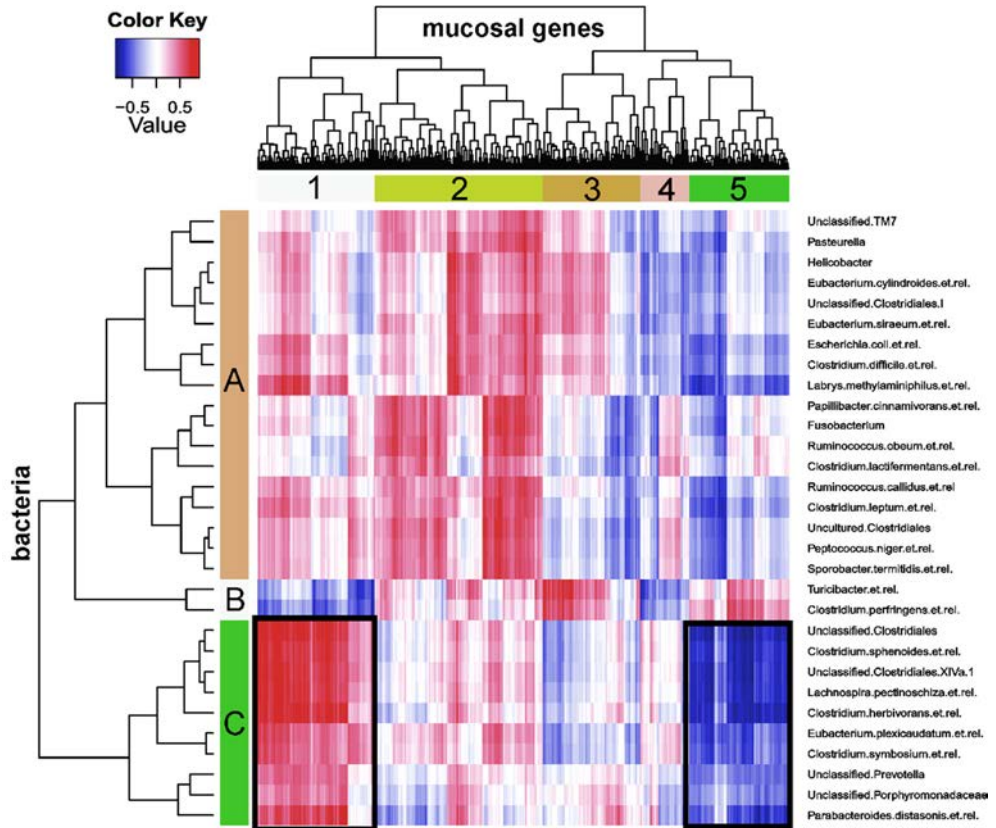 Color Key
−0.5 0.5
Value
mucosal genes
1 2 3 4 5
bacteria
A
B
C
Unclassified.TM7
Pasteurella
Helicobacter
Eubacterium.cylindroides.et.rel.
Unclassified.Clostridiales.I
Eubacterium.siraeum.et.rel.
Escherichia.coli.et.rel.
Clostridium.difficile.et.rel.
Labrys.methylaminiphilus.et.rel.
Papillibacter.cinnamivorans.et.rel.
Fusobacterium
Ruminococcus.obeum.et.rel.
Clostridium.lactifermentans.et.rel.
Ruminococcus.callidus.et.rel
Clostridium.leptum.et.rel.
Uncultured.Clostridiales
Peptococcus.niger.et.rel.
Sporobacter.termitidis.et.rel.
Turicibacter.et.rel.
Clostridium.perfringens.et.rel.
Unclassified.Clostridiales
Clostridium.sphenoides.et.rel.
Unclassified.Clostridiales.XIVa.1
Lachnospira.pectinoschiza.et.rel.
Clostridium.herbivorans.et.rel.
Eubacterium.plexicaudatum.et.rel.
Clostridium.symbosium.et.rel.
Unclassified.Prevotella
Unclassified.Porphyromonadaceae
Parabacteroides.distasonis.et.rel.